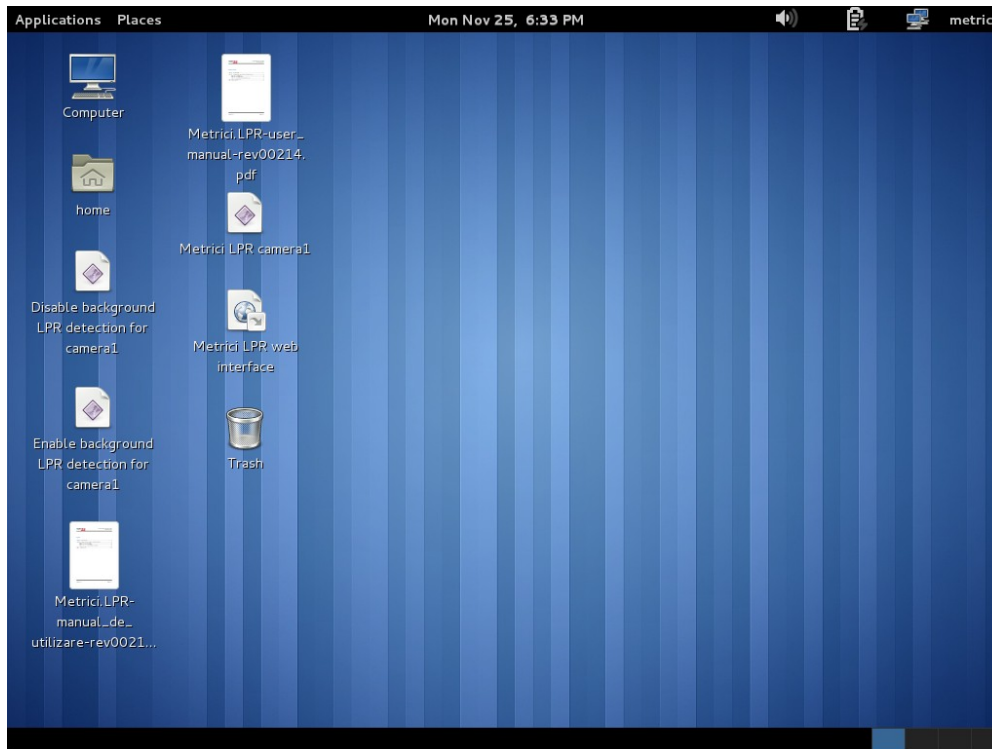 Applications Places Mon Nov 25, 6:33 PM metric
Computer
home
Disable background
LPR detection for
camera1
Enable background
LPR detection for
camera1
Metrici.LPR-
manual_de_
utilizare-rev0021...
Metrici.LPR-user_
manual-rev00214.
pdf
Metrici LPR camera1
Metrici LPR web
interface
Trash